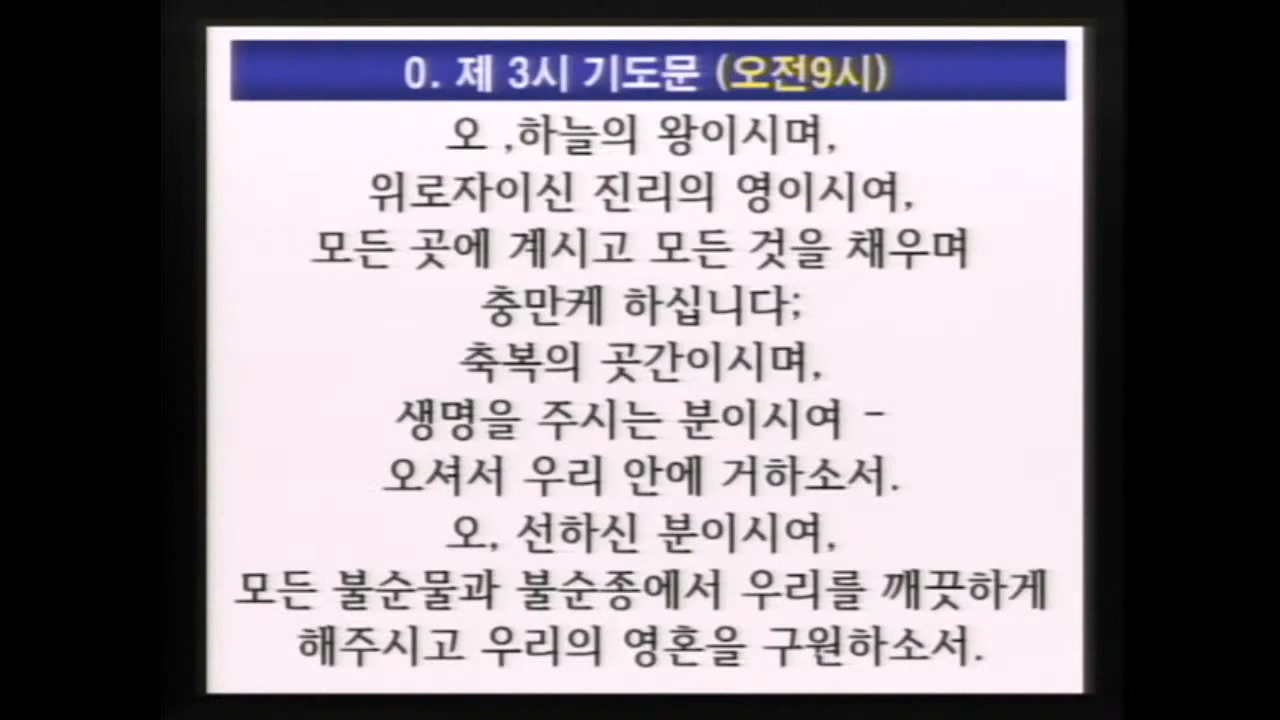 0. 제 3시 기도문 (오전9시)
오 ,하늘의 왕이시며,
위로자이신 진리의 영이시여,
모든 곳에 계시고 모든 것을 채우며
충만케 하십니다;
축복의 곳간이시며,
생명을 주시는 분이시여 -
오셔서 우리 안에 거하소서.
오, 선하신 분이시여,
모든 불순물과 불순종에서 우리를 깨끗하게
해주시고 우리의 영혼을 구원하소서.